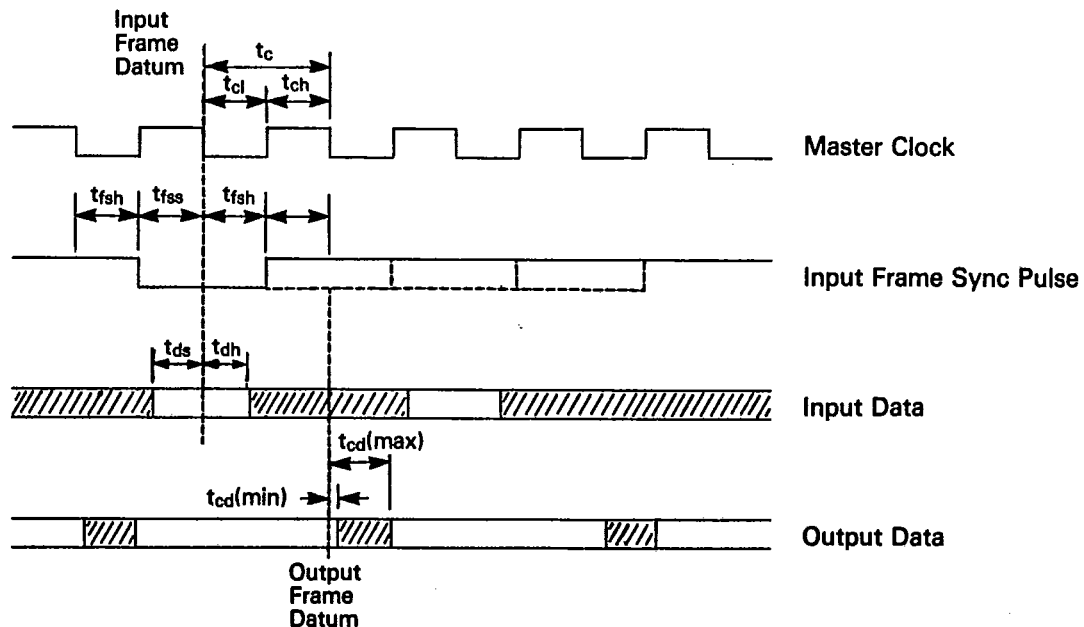 Input
Frame
Datum
tc
tcl
tch
Master Clock
tfsh
tfss
tfsh
Input Frame Sync Pulse
tds
tdh
Input Data
tcd(max)
tcd(min)
Output Data
Output
Frame
Datum